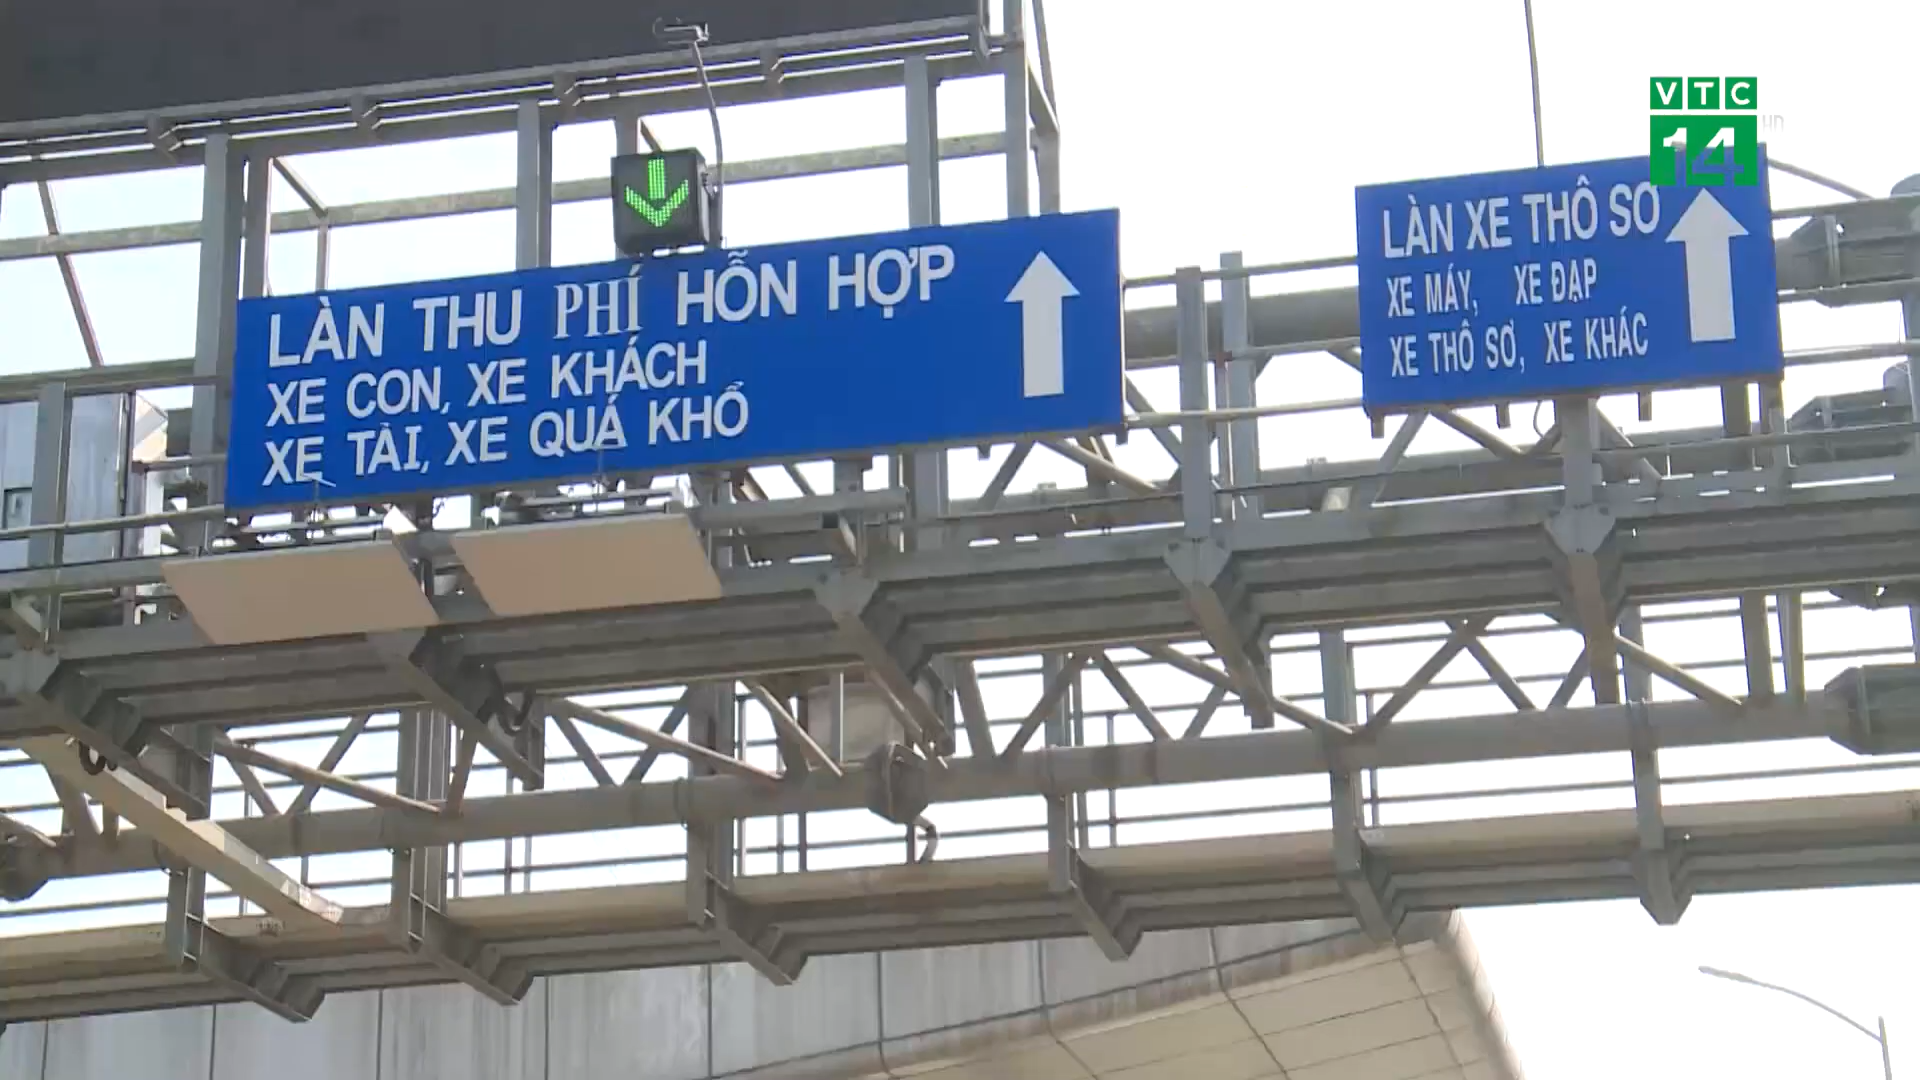 LÀN THU PHÍ HỖN HỢP
XE CON, XE KHÁCH
XE TẢI, XE QUÁ KHỔ
LÀN XE THÔ SƠ
XE MÁY, XE ĐẠP
XE THÔ SƠ, XE KHÁC
VTC
14